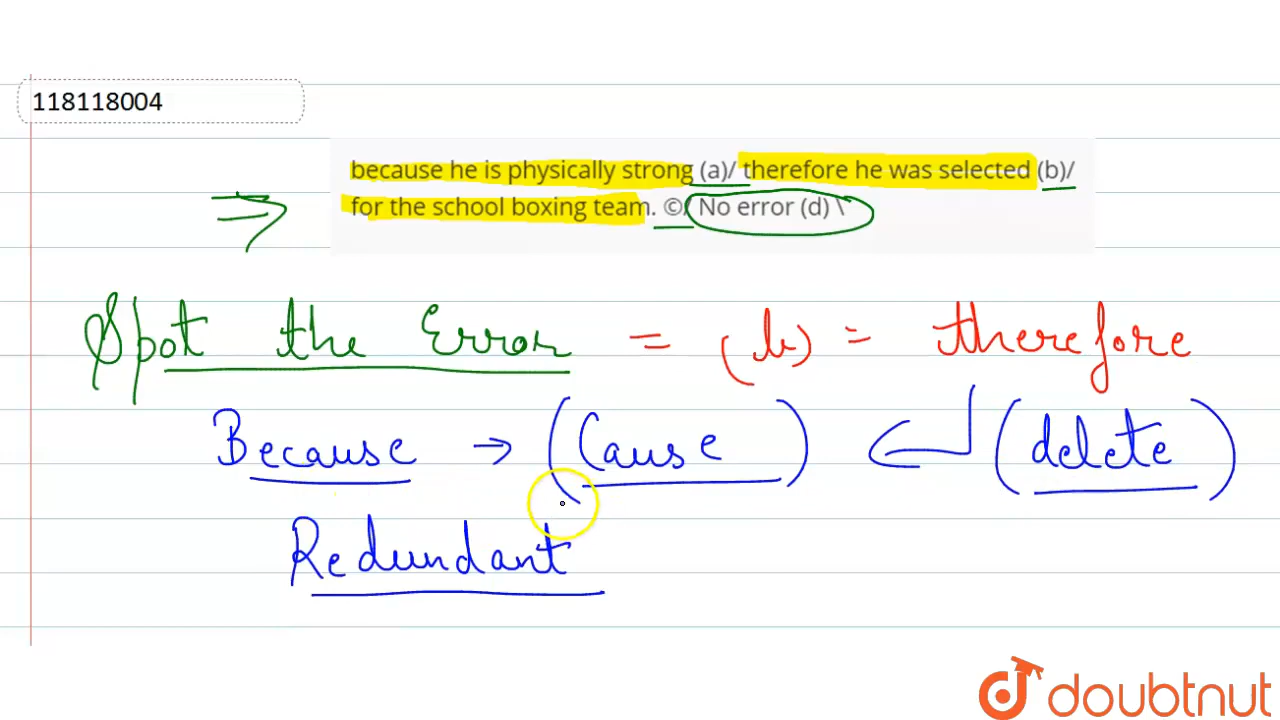 118118004
because he is physically strong (a)/ therefore he was selected (b)/
for the school boxing team. ©/ No error (d) \
⇒
Spot the Error = (b) = therefore
Because → (Cause) ↵ (delete)
Redundant
doubtnut